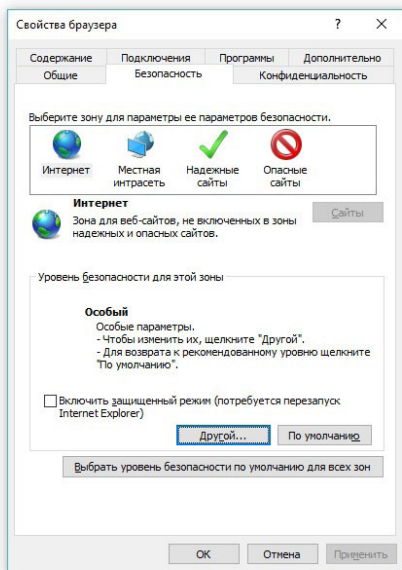 Свойства браузера ? ×
Содержание Подключения Программы Дополнительно
Общие Безопасность Конфиденциальность
Выберите зону для параметры ее параметров безопасности.
Интернет Местная интрасеть Надежные сайты Опасные сайты
Интернет
Зона для веб-сайтов, не включенных в зоны
надежных и опасных сайтов.
Сайты
Уровень безопасности для этой зоны
Особый
Особые параметры.
- Чтобы изменить их, щелкните "Другой".
- Для возврата к рекомендованному уровню щелкните
"По умолчанию".
Включить защищенный режим (потребуется перезапуск
Internet Explorer)
Другой... По умолчанию
Выбрать уровень безопасности по умолчанию для всех зон
ОК Отмена Применить